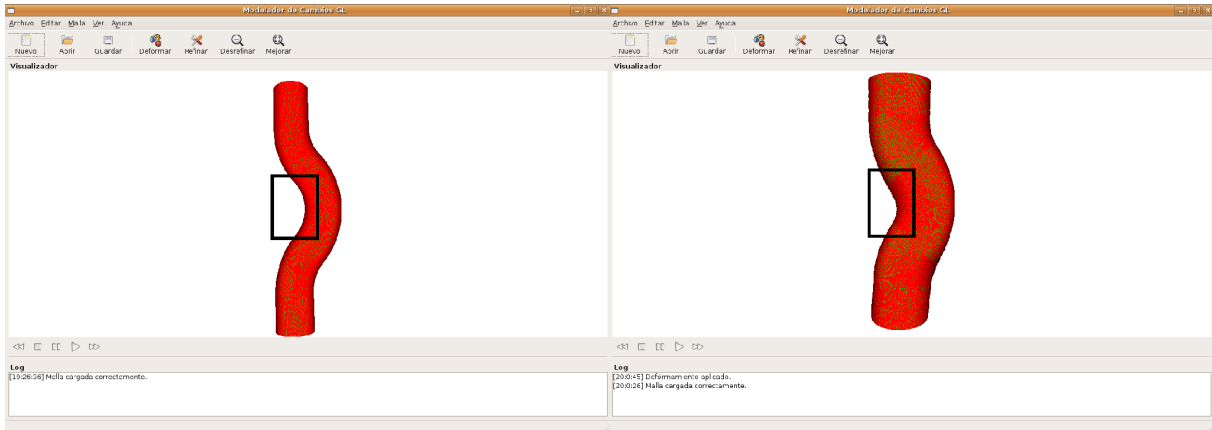 Modelador de Cambios GL
Archivo Editar Malla Ver Ayuda
Nuevo Abrir Guardar Deformar Refinar Desrefinar Mejorar
Visualizador
Log
[19:26:36] Malla cargada correctamente.
Modelador de Cambios GL
Archivo Editar Malla Ver Ayuda
Nuevo Abrir Guardar Deformar Refinar Desrefinar Mejorar
Visualizador
Log
[20:0:45] Deformamiento aplicado.
[20:0:26] Malla cargada correctamente.